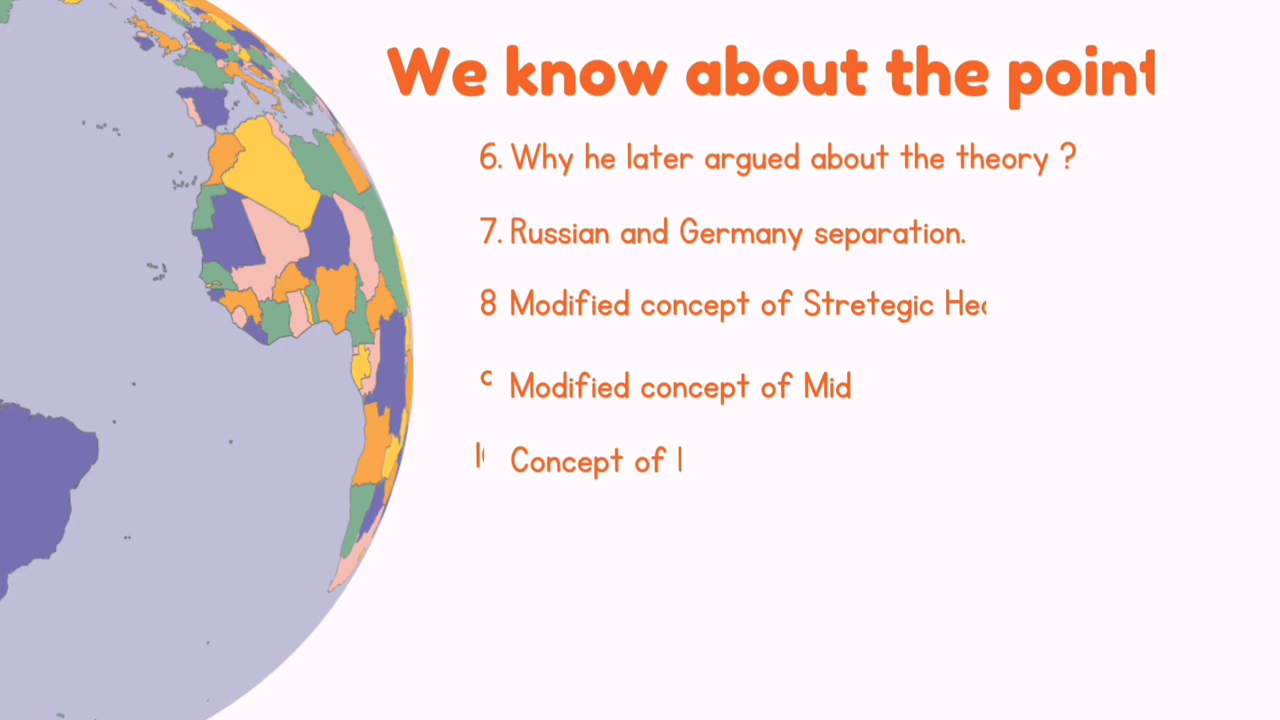 We know about the point
6. Why he later argued about the theory ?
7. Russian and Germany separation.
8 Modified concept of Stretegic
Modified concept of Mid
Concept of